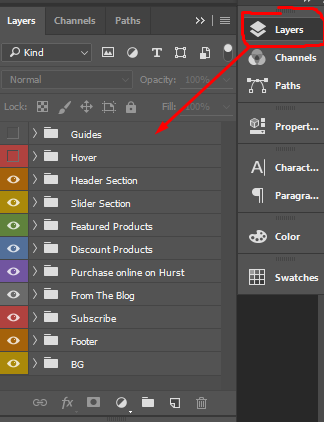 Layers Channels Paths
Kind
Normal Opacity: 100%
Lock: Fill: 100%
Guides
Hover
Header Section
Slider Section
Featured Products
Discount Products
Purchase online on Hurst
From The Blog
Subscribe
Footer
BG
fx
Layers
Channels
Paths
Propert...
Charact...
Paragra...
Color
Swatches